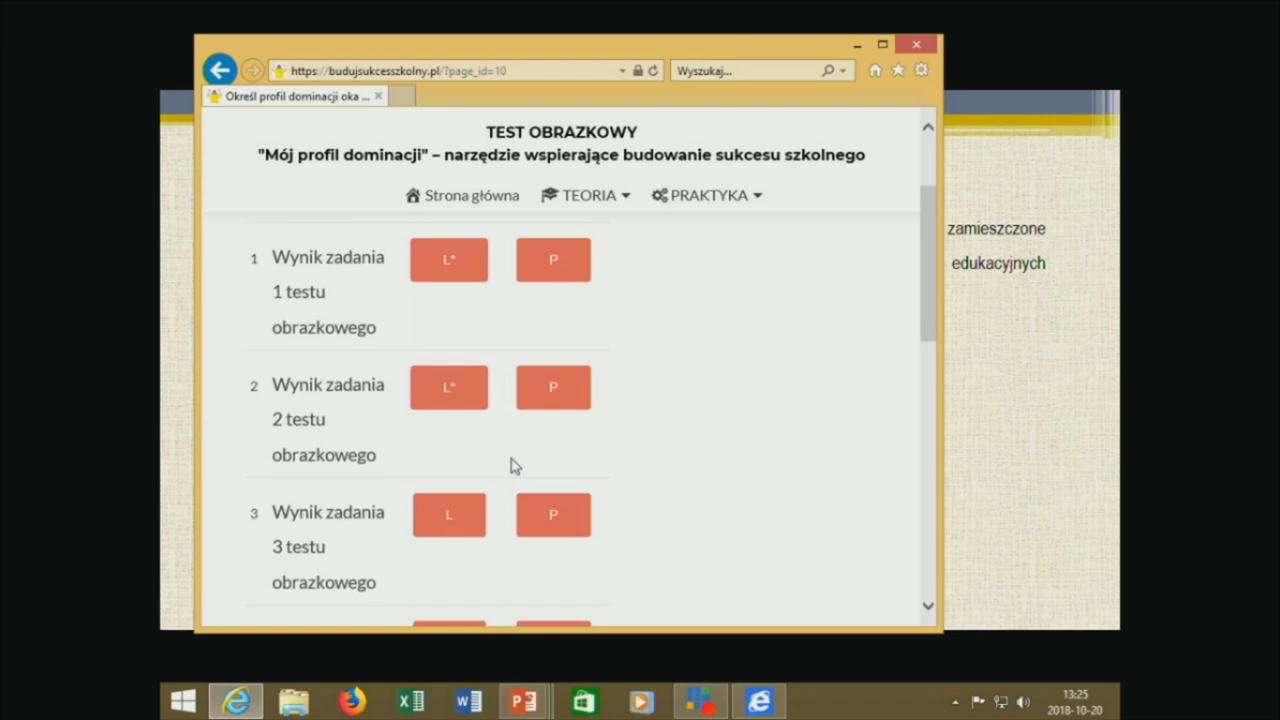 https://budujsukcesszkolny.pl/?page_id=10
Wyszukaj...
Określ profil dominacji oka ...
TEST OBRAZKOWY
"Mój profil dominacji" – narzędzie wspierające budowanie sukcesu szkolnego
Strona główna
TEORIA
PRAKTYKA
zamieszczone
edukacyjnych
1 Wynik zadania
1 testu
obrazkowego
L*
P
2 Wynik zadania
2 testu
obrazkowego
L*
P
3 Wynik zadania
3 testu
obrazkowego
L
P
13:25
2018-10-20